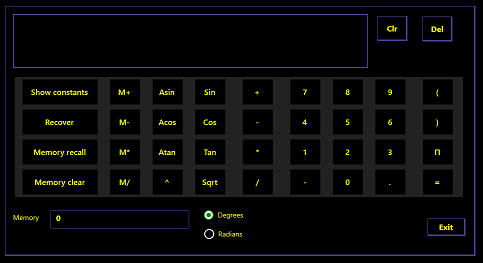 Clr Del
Show constants M+ Asin Sin + 7 8 9 (
Recover M- Acos Cos - 4 5 6 )
Memory recall M* Atan Tan * 1 2 3 П
Memory clear M/ ^ Sqrt / - 0 . =
Memory 0
Degrees
Radians
Exit